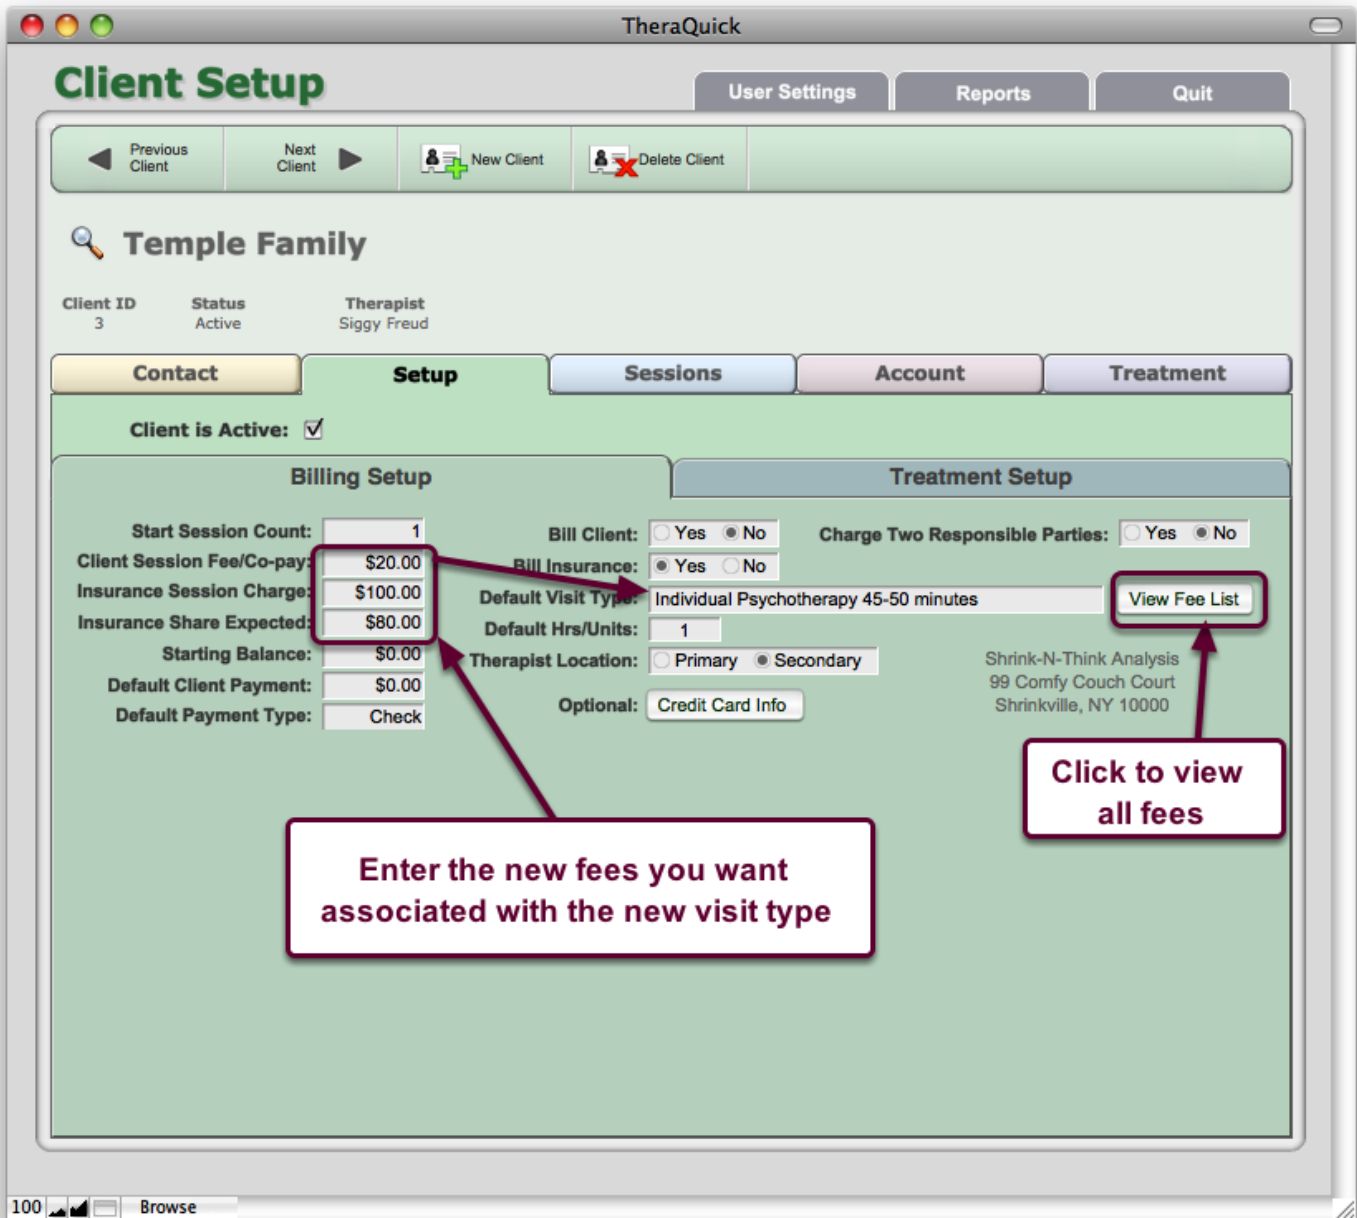 TheraQuick
Client Setup
User Settings
Reports
Quit
Previous
Client
Next
Client
New Client
Delete Client
Temple Family
Client ID
Status
Therapist
3
Active
Siggy Freud
Contact
Setup
Sessions
Account
Treatment
Client is Active:
Billing Setup
Treatment Setup
Start Session Count: 1
Client Session Fee/Co-pay: $20.00
Insurance Session Charge: $100.00
Insurance Share Expected: $80.00
Starting Balance: $0.00
Default Client Payment: $0.00
Default Payment Type: Check
Bill Client: Yes No
Bill Insurance: Yes No
Default Visit Type: Individual Psychotherapy 45-50 minutes
Default Hrs/Units: 1
Therapist Location: Primary Secondary
Optional: Credit Card Info
Charge Two Responsible Parties: Yes No
View Fee List
Shrink-N-Think Analysis
99 Comfy Couch Court
Shrinkville, NY 10000
Click to view
all fees
Enter the new fees you want
associated with the new visit type
100
Browse